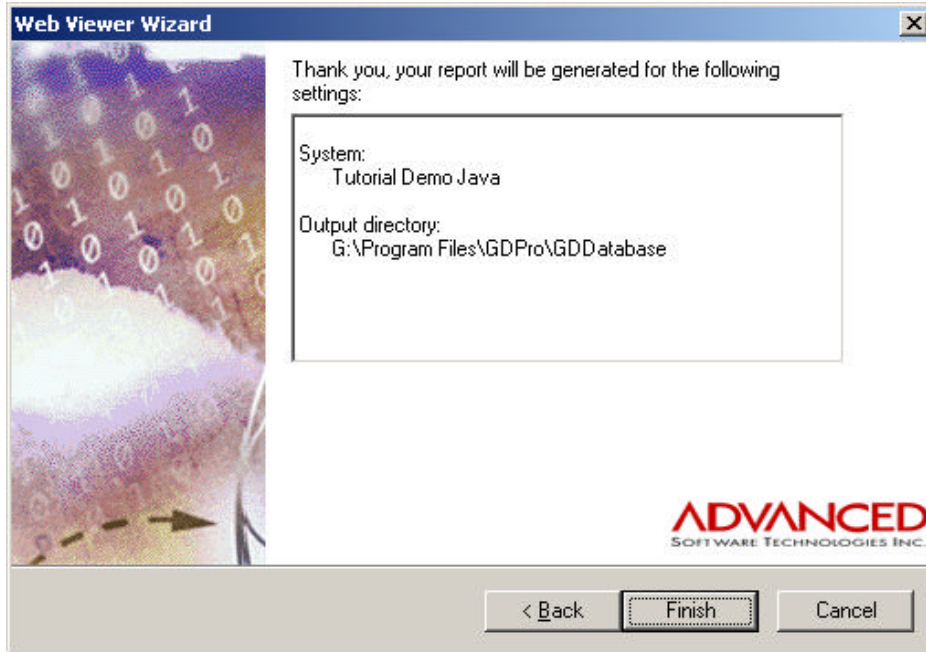 Web Viewer Wizard
Thank you, your report will be generated for the following
settings:
System:
Tutorial Demo Java
Output directory:
G:\Program Files\GDPro\GDDatabase
ADVANCED
SOFTWARE TECHNOLOGIES INC.
< Back
Finish
Cancel